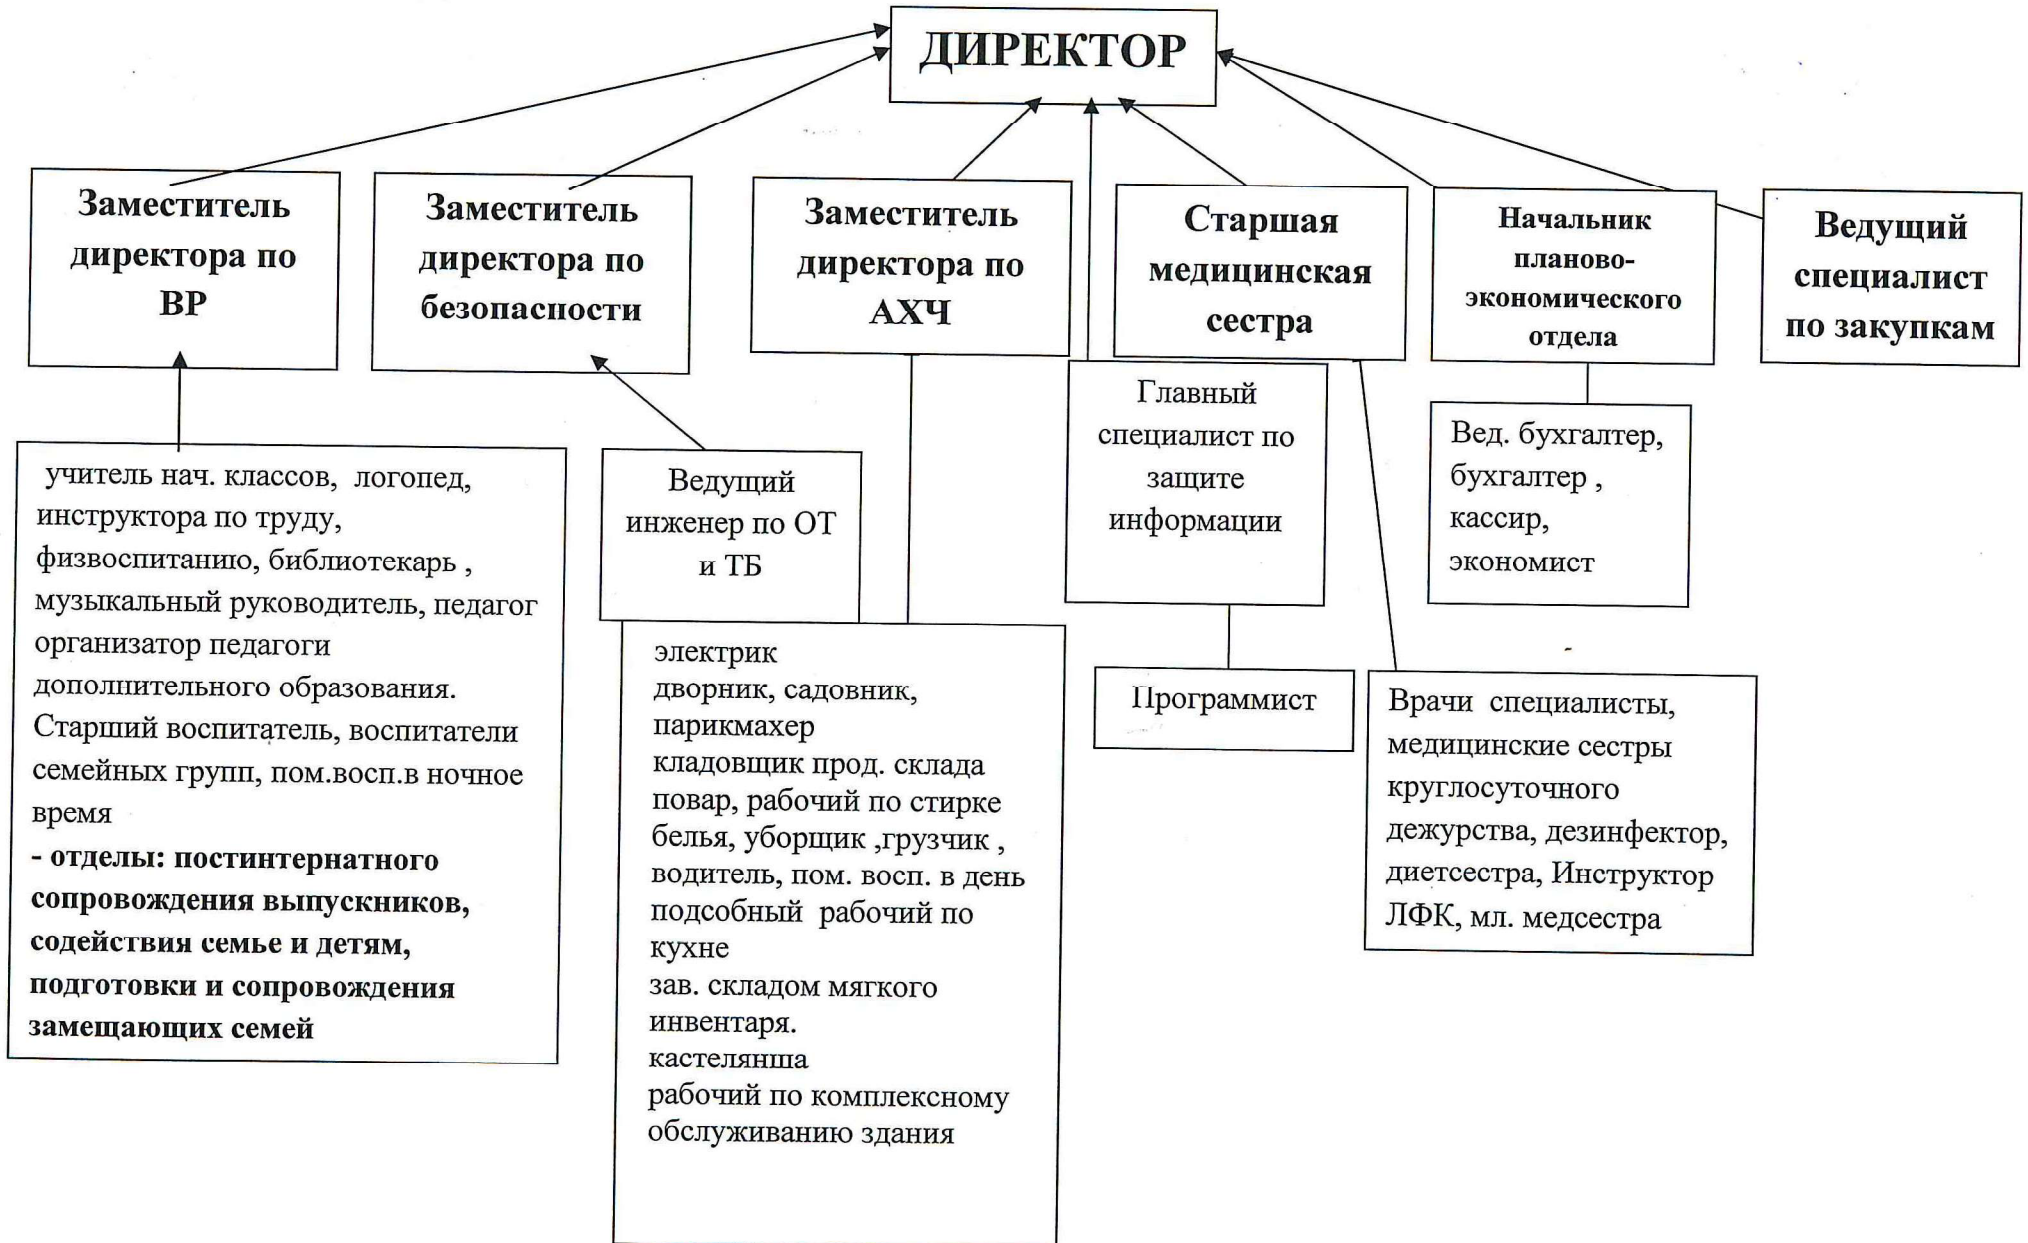 ДИРЕКТОР
Заместитель
директора по
ВР
Заместитель
директора по
безопасности
Заместитель
директора по
АХЧ
Старшая
медицинская
сестра
Начальник
планово-
экономического
отдела
Ведущий
специалист
по закупкам
учитель нач. классов, логопед,
инструктора по труду,
физвоспитанию, библиотекарь ,
музыкальный руководитель, педагог
организатор педагоги
дополнительного образования.
Старший воспитатель, воспитатели
семейных групп, пом.восп.в ночное
время
- отделы: постинтернатного
сопровождения выпускников,
содействия семье и детям,
подготовки и сопровождения
замещающих семей
Ведущий
инженер по ОТ
и ТБ
электрик
дворник, садовник,
парикмахер
кладовщик прод. склада
повар, рабочий по стирке
белья, уборщик ,грузчик ,
водитель, пом. восп. в день
подсобный рабочий по
кухне
зав. складом мягкого
инвентаря.
кастелянша
рабочий по комплексному
обслуживанию здания
Главный
специалист по
защите
информации
Программист
Вед. бухгалтер,
бухгалтер ,
кассир,
экономист
Врачи специалисты,
медицинские сестры
круглосуточного
дежурства, дезинфектор,
диетсестра, Инструктор
ЛФК, мл. медсестра